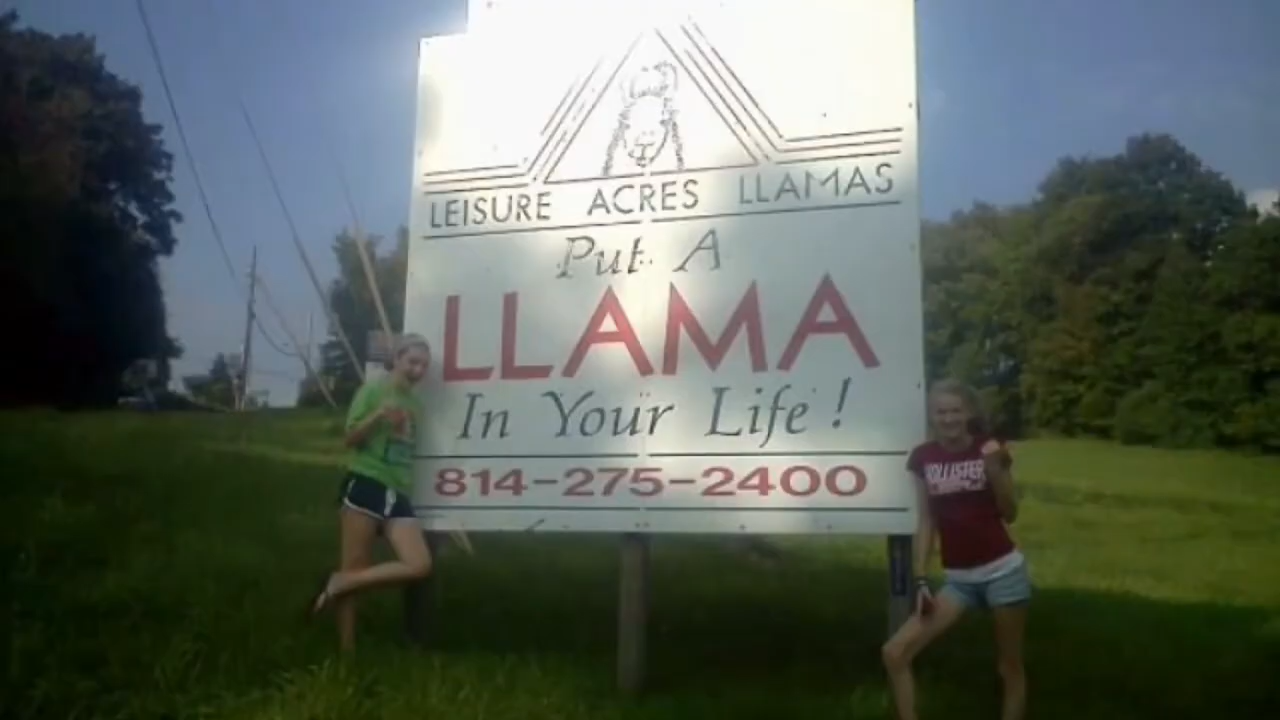 LEISURE ACRES LLAMAS
Put A
LLAMA
In Your Life!
814-275-2400
HOLLISTER